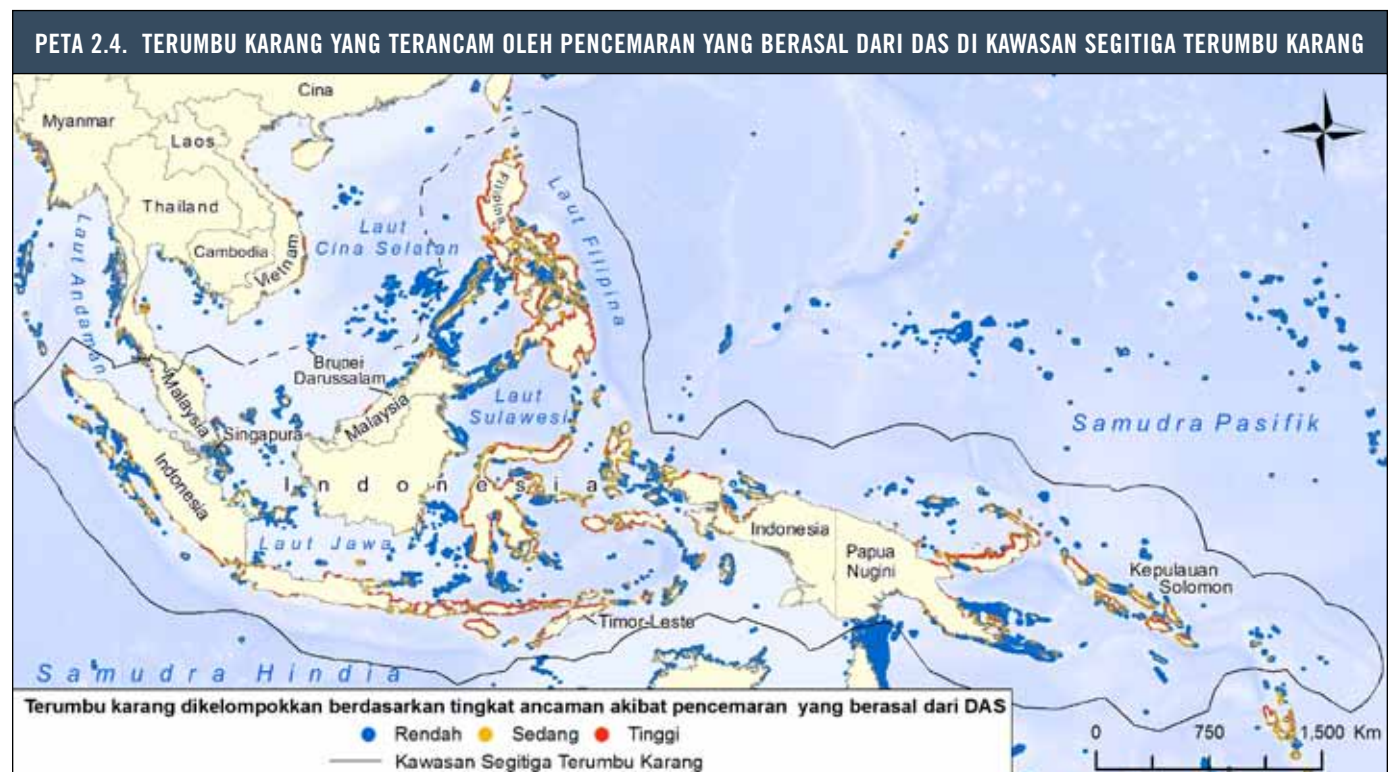 PETA 2.4. TERUMBU KARANG YANG TERANCAM OLEH PENCEMARAN YANG BERASAL DARI DAS DI KAWASAN SEGITIGA TERUMBU KARANG
Cina
Myanmar
Laos
Thailand
Cambodia
Vietnam
Laut Andaman
Laut
Cina Selatan
Filipina
Laut Filipina
Brunei
Darussalam
Malaysia
Malaysia
Singapura
Laut
Sulawesi
Samudra Pasifik
Indonesia
Indonesia
Indonesia
Laut Jawa
Papua
Nugini
Kepulauan
Solomon
Timor-Leste
Samudra Hindia
Terumbu karang dikelompokkan berdasarkan tingkat ancaman akibat pencemaran yang berasal dari DAS
Rendah Sedang Tinggi
Kawasan Segitiga Terumbu Karang
0 750 1,500 Km